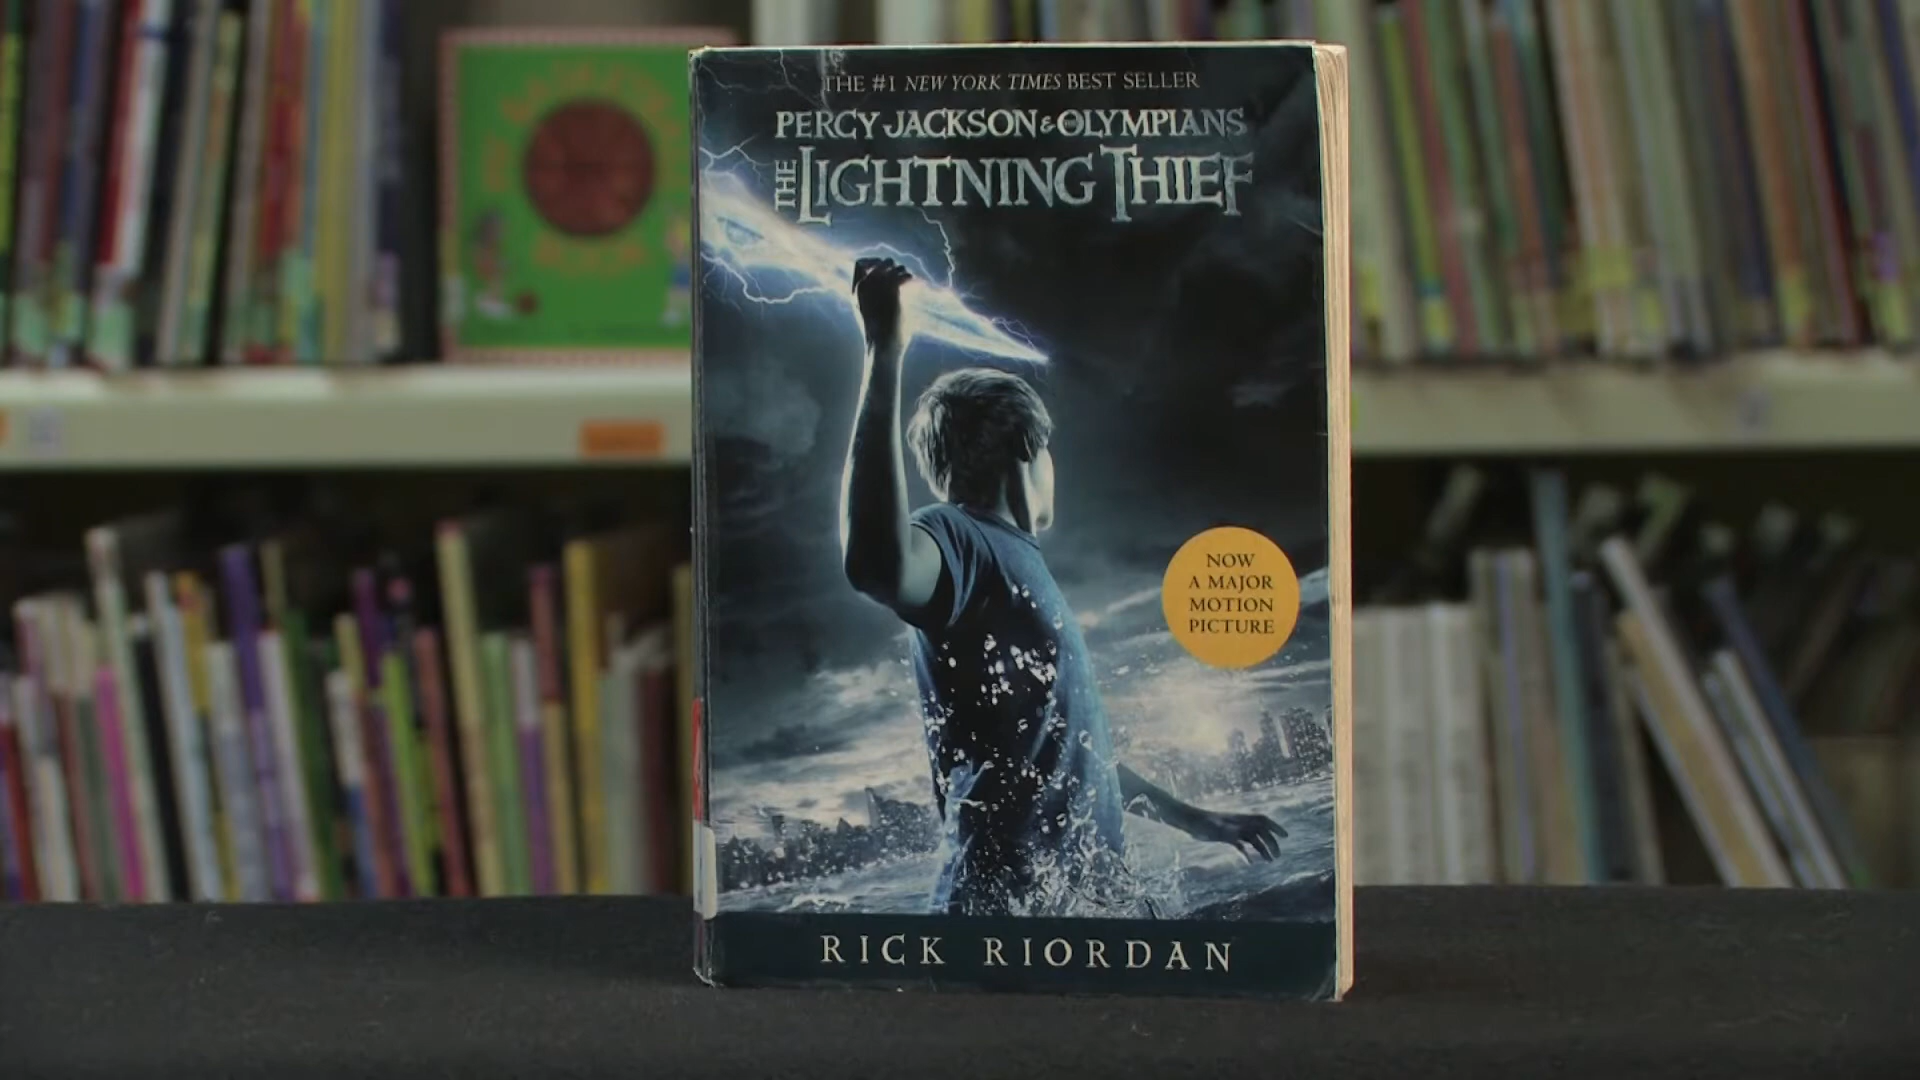 THE #1 NEW YORK TIMES BEST SELLER
PERCY JACKSON & THE OLYMPIANS
THE LIGHTNING THIEF
NOW
A MAJOR
MOTION
PICTURE
RICK RIORDAN